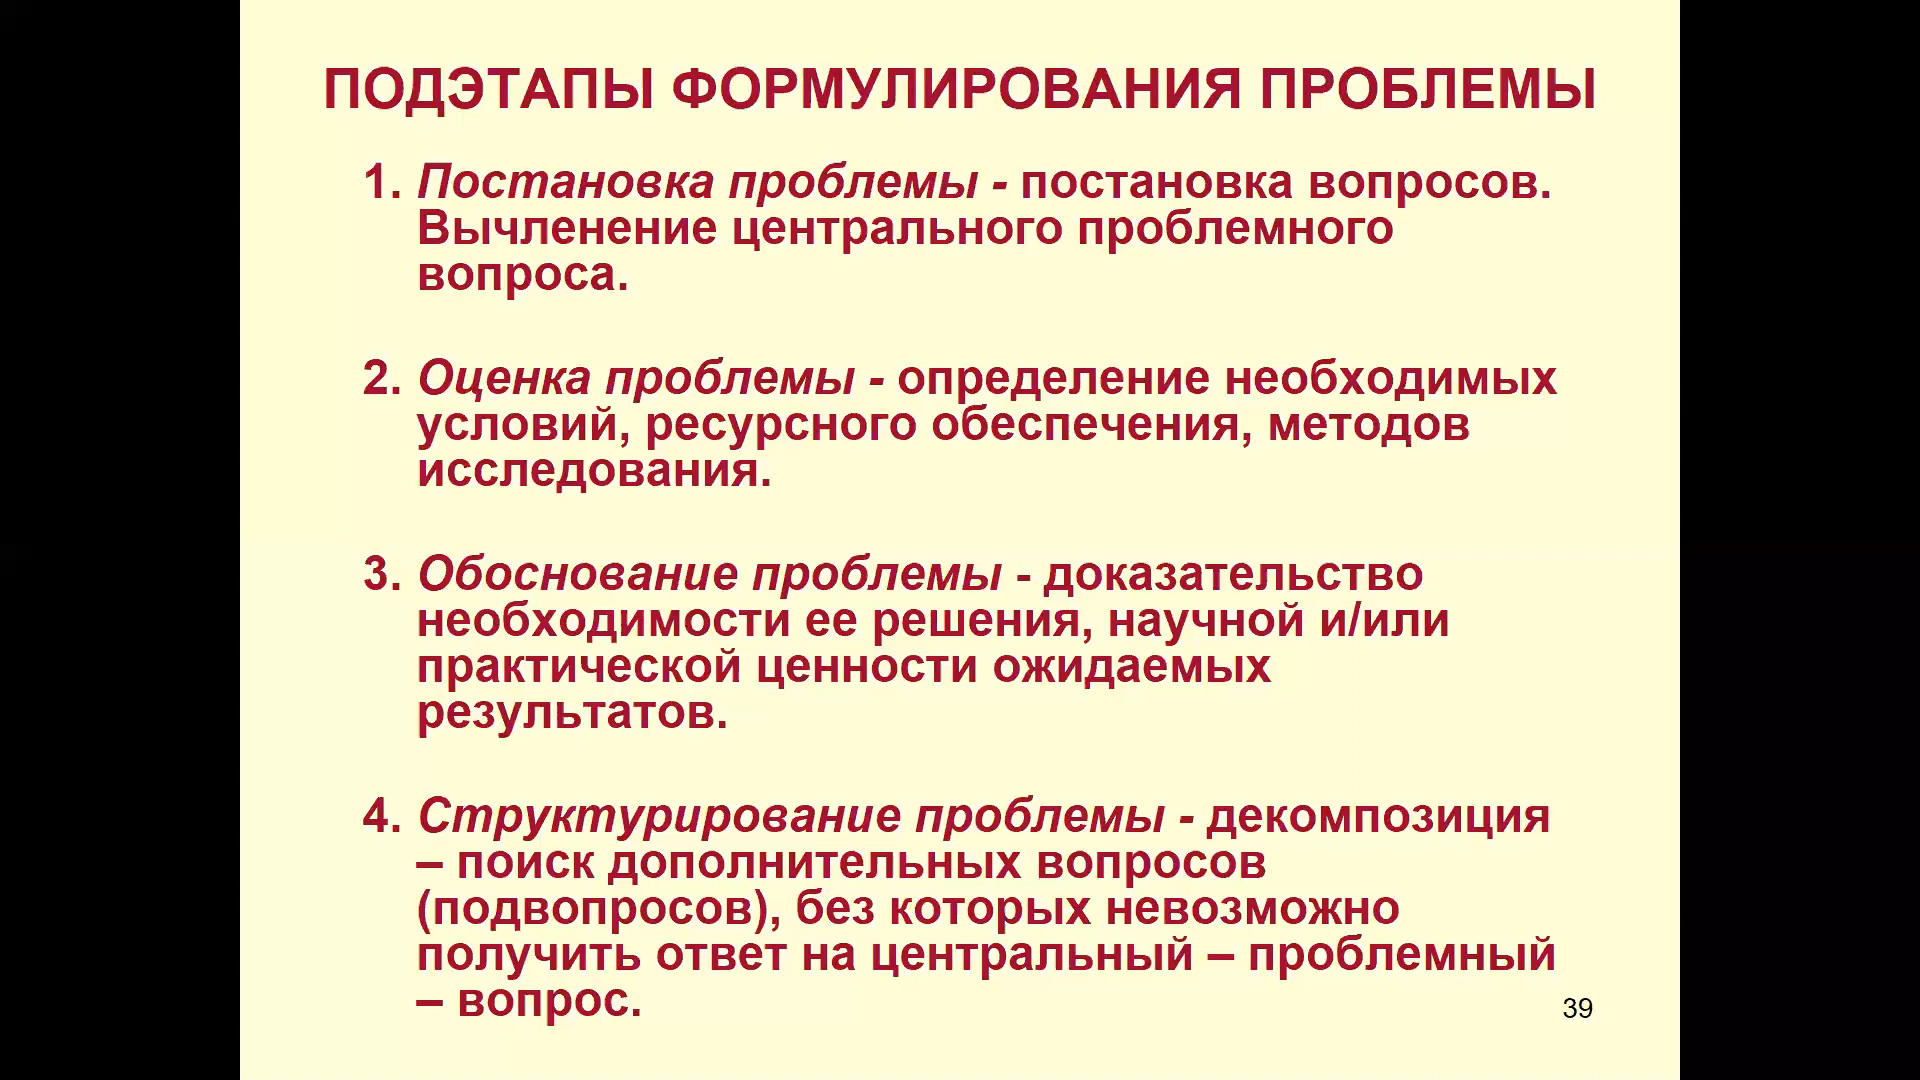 ПОДЭТАПЫ ФОРМУЛИРОВАНИЯ ПРОБЛЕМЫ
1. Постановка проблемы - постановка вопросов.
Вычленение центрального проблемного
вопроса.
2. Оценка проблемы - определение необходимых
условий, ресурсного обеспечения, методов
исследования.
3. Обоснование проблемы - доказательство
необходимости ее решения, научной и/или
практической ценности ожидаемых
результатов.
4. Структурирование проблемы - декомпозиция
– поиск дополнительных вопросов
(подвопросов), без которых невозможно
получить ответ на центральный – проблемный
– вопрос.
39